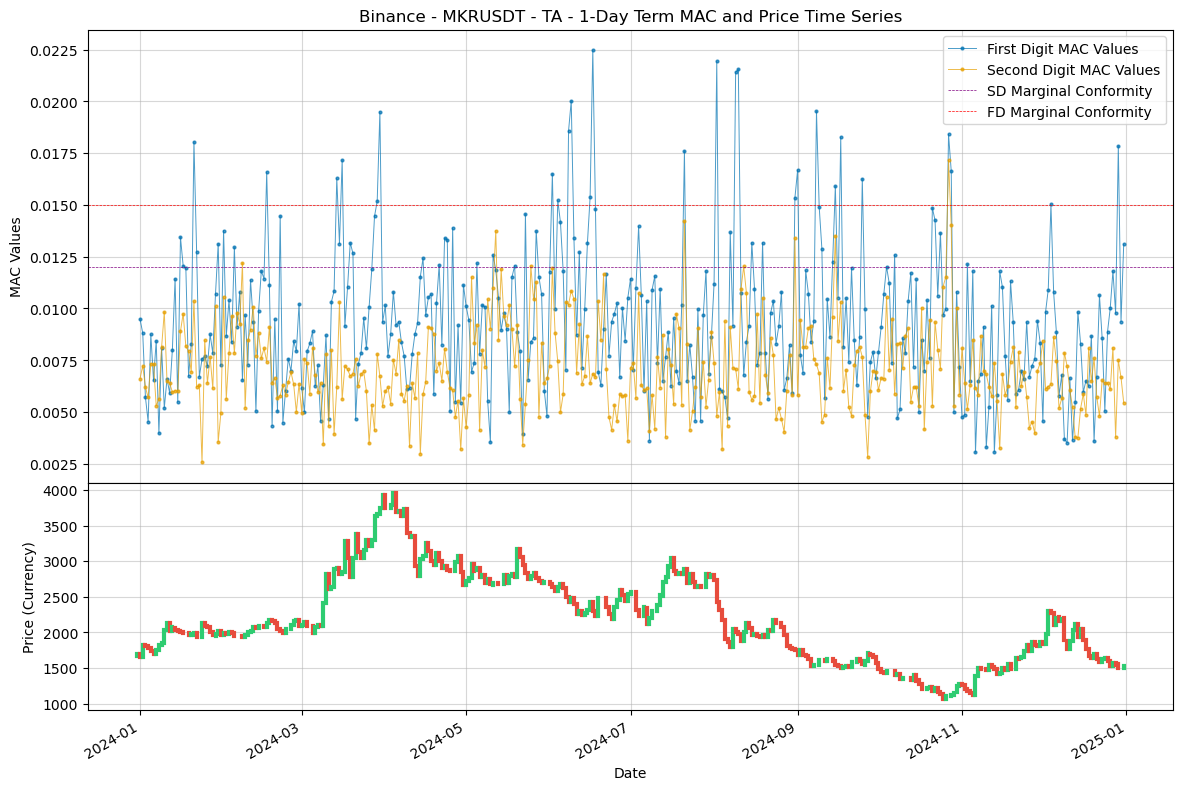 Binance - MKRUSDT - TA - 1-Day Term MAC and Price Time Series
First Digit MAC Values
Second Digit MAC Values
SD Marginal Conformity
FD Marginal Conformity
MAC Values
0.0225
0.0200
0.0175
0.0150
0.0125
0.0100
0.0075
0.0050
0.0025
Price (Currency)
4000
3500
3000
2500
2000
1500
1000
2024-01
2024-03
2024-05
2024-07
2024-09
2024-11
2025-01
Date